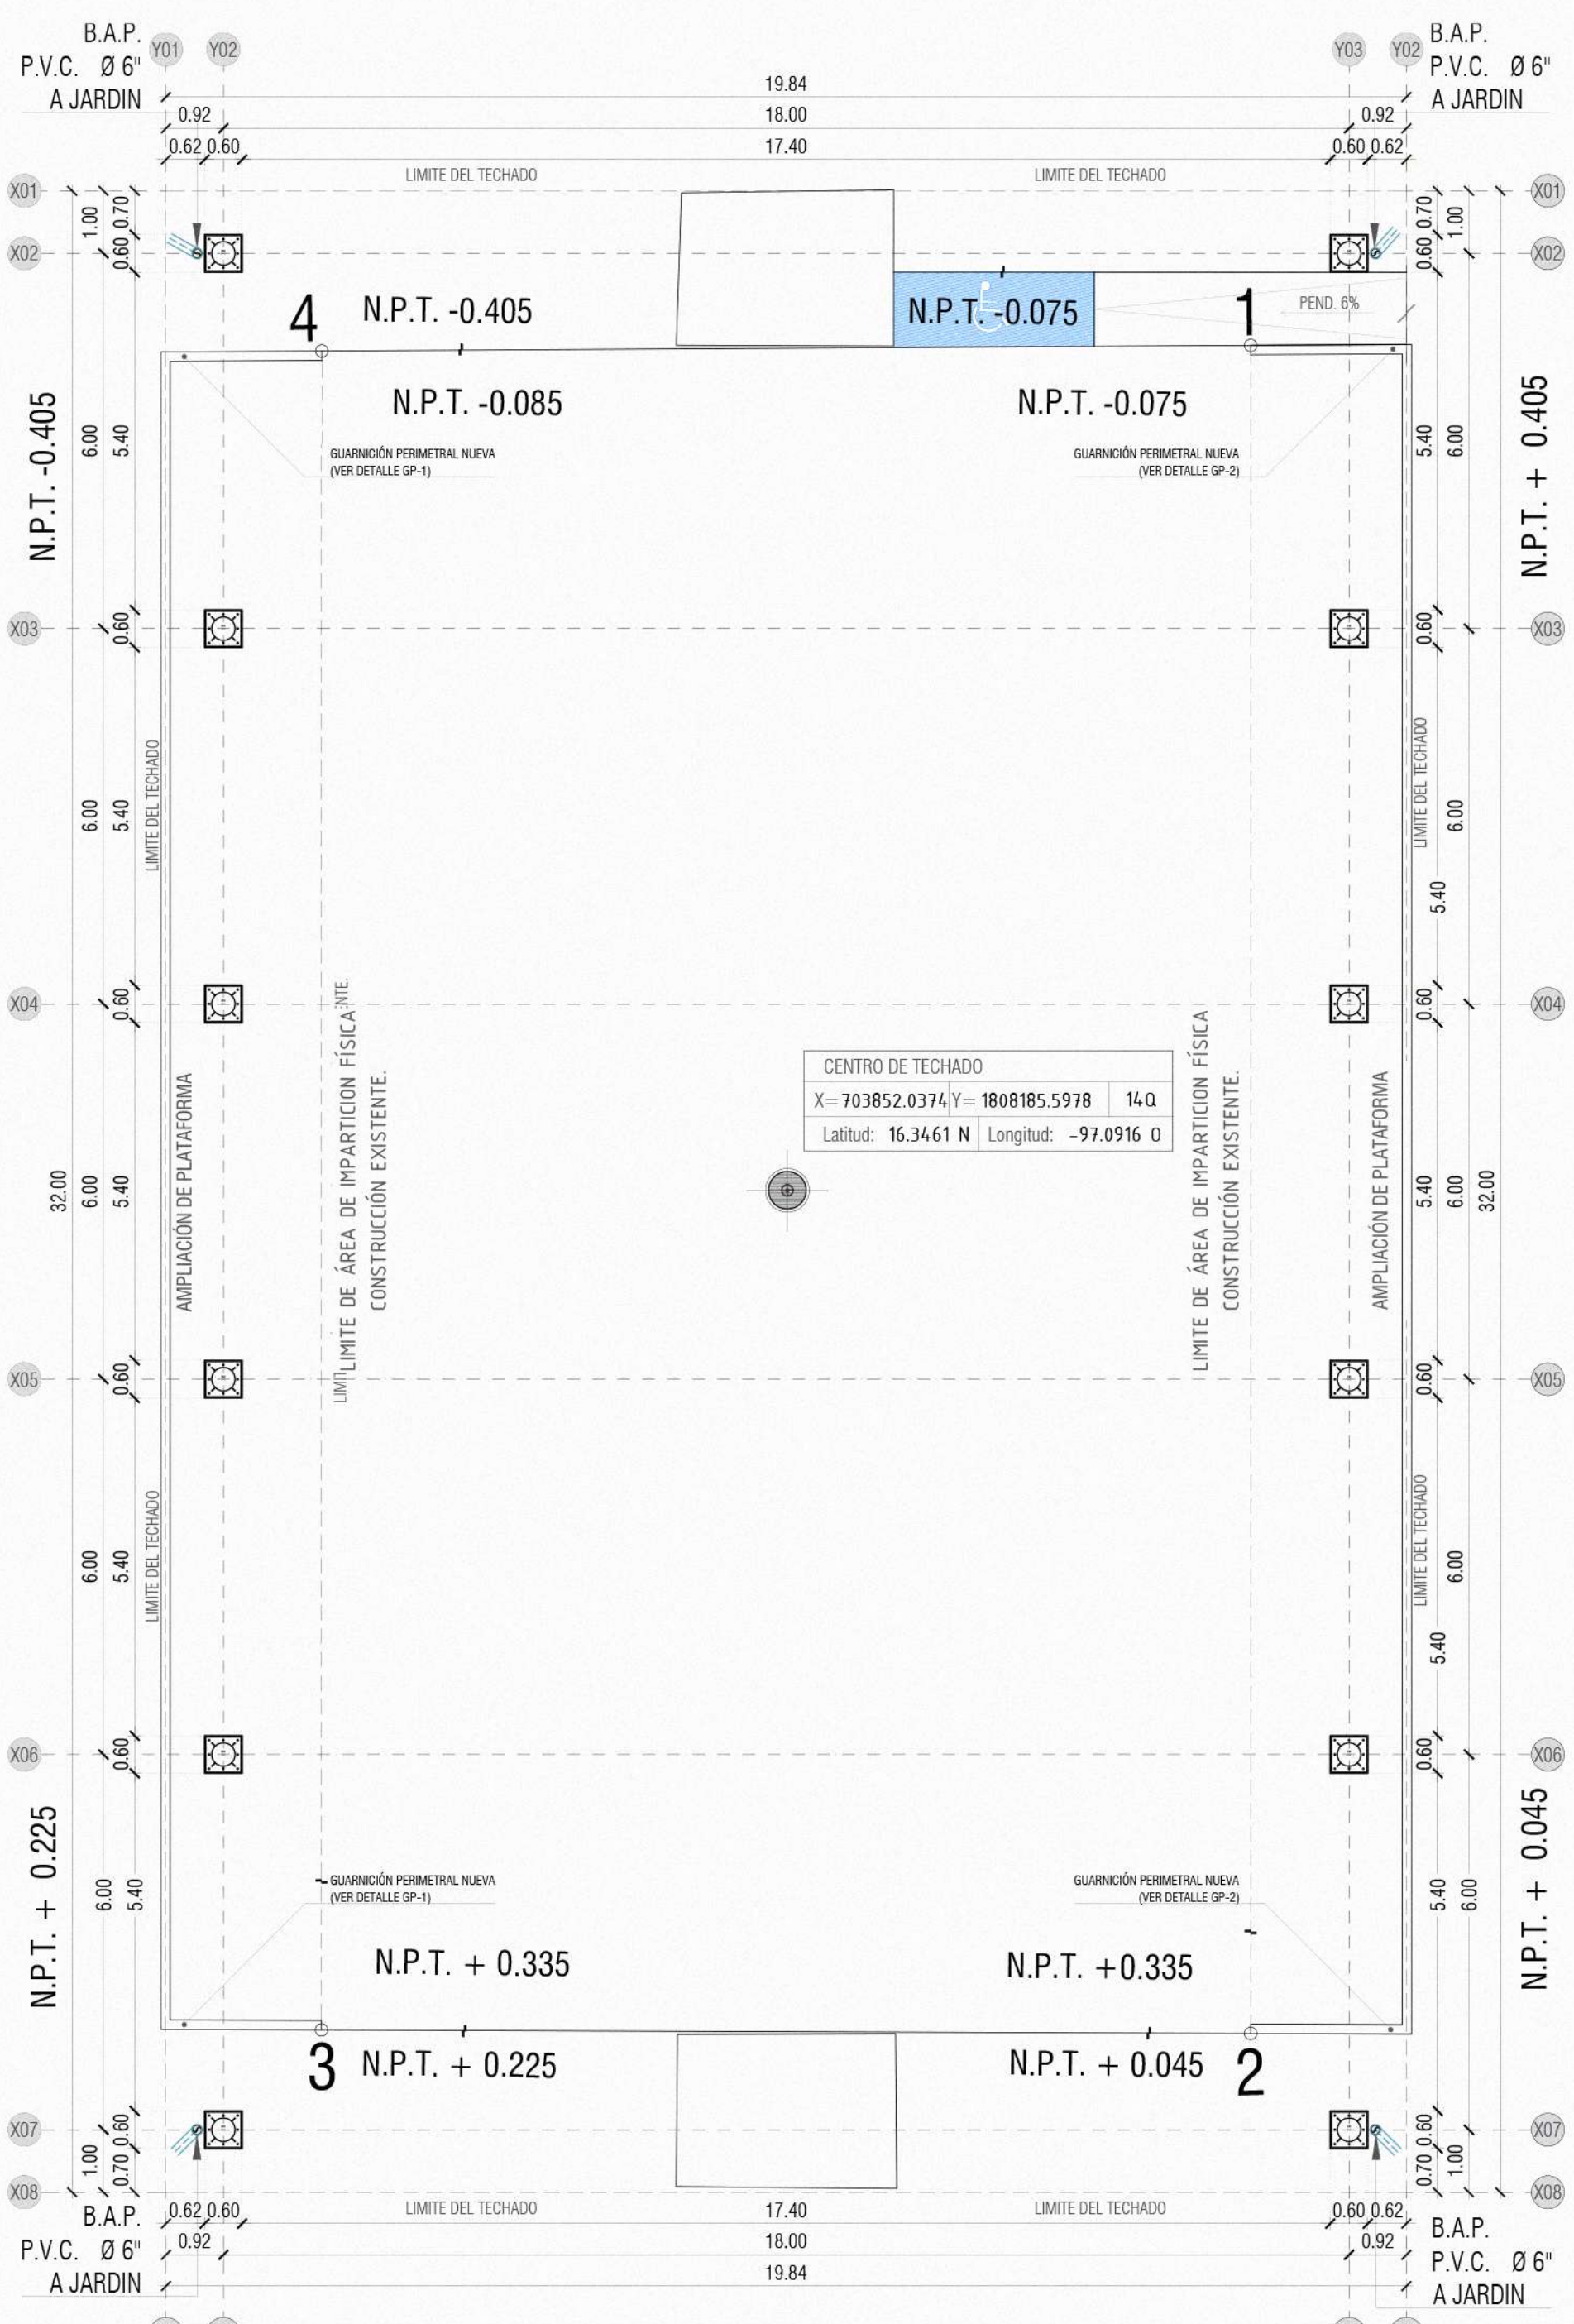 B.A.P.
P.V.C. Ø 6"
A JARDIN
Y01
Y02
Y03
Y02
B.A.P.
P.V.C. Ø 6"
A JARDIN
19.84
0.92
18.00
0.92
0.62
0.60
17.40
0.60
0.62
LIMITE DEL TECHADO
LIMITE DEL TECHADO
X01
X01
1.00
0.70
0.70
1.00
X02
0.60
0.60
X02
4
N.P.T. -0.405
N.P.T. -0.075
1
PEND. 6%
N.P.T. -0.085
N.P.T. -0.075
N.P.T. -0.405
6.00
5.40
5.40
6.00
N.P.T. + 0.405
GUARNICIÓN PERIMETRAL NUEVA
(VER DETALLE GP-1)
GUARNICIÓN PERIMETRAL NUEVA
(VER DETALLE GP-2)
X03
0.60
0.60
X03
6.00
5.40
LIMITE DEL TECHADO
LIMITE DEL TECHADO
6.00
5.40
X04
0.60
NTE.
0.60
X04
CENTRO DE TECHADO
X= 703852.0374 Y= 1808185.5978 14Q
Latitud: 16.3461 N Longitud: -97.0916 O
32.00
6.00
5.40
AMPLIACIÓN DE PLATAFORMA
LIMITE DE ÁREA DE IMPARTICION FÍSICA
CONSTRUCCIÓN EXISTENTE.
LIMITE DE ÁREA DE IMPARTICION FÍSICA
CONSTRUCCIÓN EXISTENTE.
AMPLIACIÓN DE PLATAFORMA
5.40
6.00
32.00
X05
0.60
LIMI
0.60
X05
6.00
5.40
LIMITE DEL TECHADO
LIMITE DEL TECHADO
6.00
5.40
X06
0.60
0.60
X06
N.P.T. + 0.225
6.00
5.40
5.40
6.00
N.P.T. + 0.045
GUARNICIÓN PERIMETRAL NUEVA
(VER DETALLE GP-1)
GUARNICIÓN PERIMETRAL NUEVA
(VER DETALLE GP-2)
N.P.T. + 0.335
N.P.T. +0.335
3
N.P.T. + 0.225
N.P.T. + 0.045
2
X07
0.60
0.60
X07
1.00
0.70
0.70
1.00
X08
X08
LIMITE DEL TECHADO
LIMITE DEL TECHADO
0.62
0.60
17.40
0.60
0.62
0.92
18.00
0.92
19.84
B.A.P.
P.V.C. Ø 6"
A JARDIN
B.A.P.
P.V.C. Ø 6"
A JARDIN